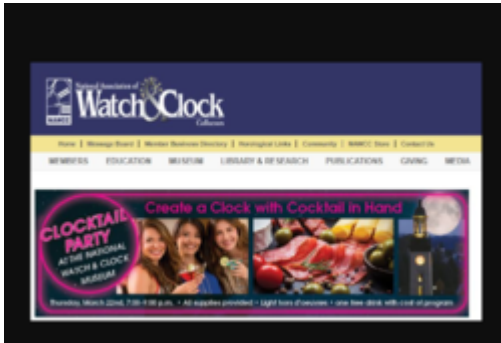 National Association of
Watch & Clock
Collectors
NAWCC
Home | Message Board | Member Business Directory | Horological Links | Community | NAWCC Store | Contact Us
MEMBERS EDUCATION MUSEUM LIBRARY & RESEARCH PUBLICATIONS GIVING MEDIA
Create a Clock with Cocktail in Hand
CLOCKTAIL
PARTY
AT THE NATIONAL
WATCH & CLOCK
MUSEUM
Thursday, March 22nd, 7:00-9:00 p.m. • All supplies provided • Light hors d'oeuvres • one free drink with cost of program